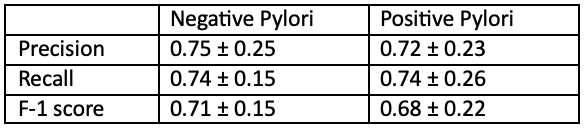 Negative Pylori Positive Pylori
Precision 0.75 ± 0.25 0.72 ± 0.23
Recall 0.74 ± 0.15 0.74 ± 0.26
F-1 score 0.71 ± 0.15 0.68 ± 0.22